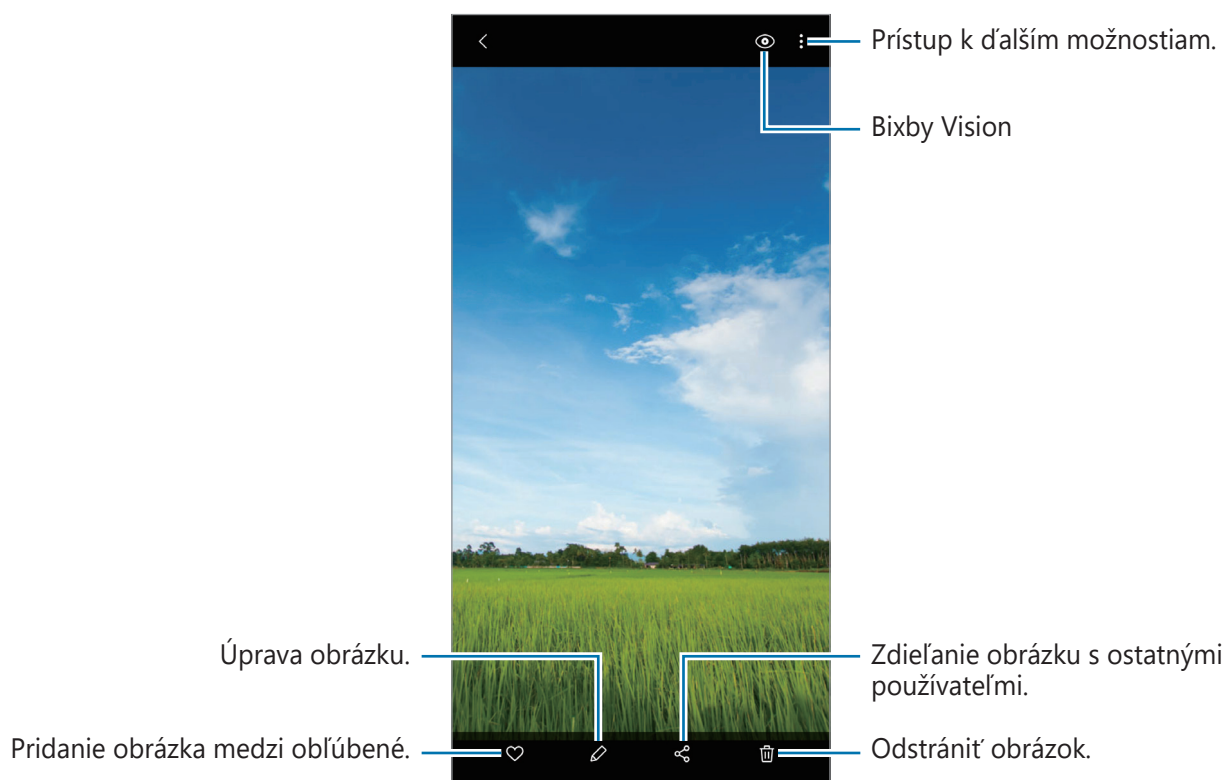 Prístup k ďalším možnostiam.
Bixby Vision
Úprava obrázku.
Zdieľanie obrázku s ostatnými
používateľmi.
Pridanie obrázka medzi obľúbené.
Odstrániť obrázok.